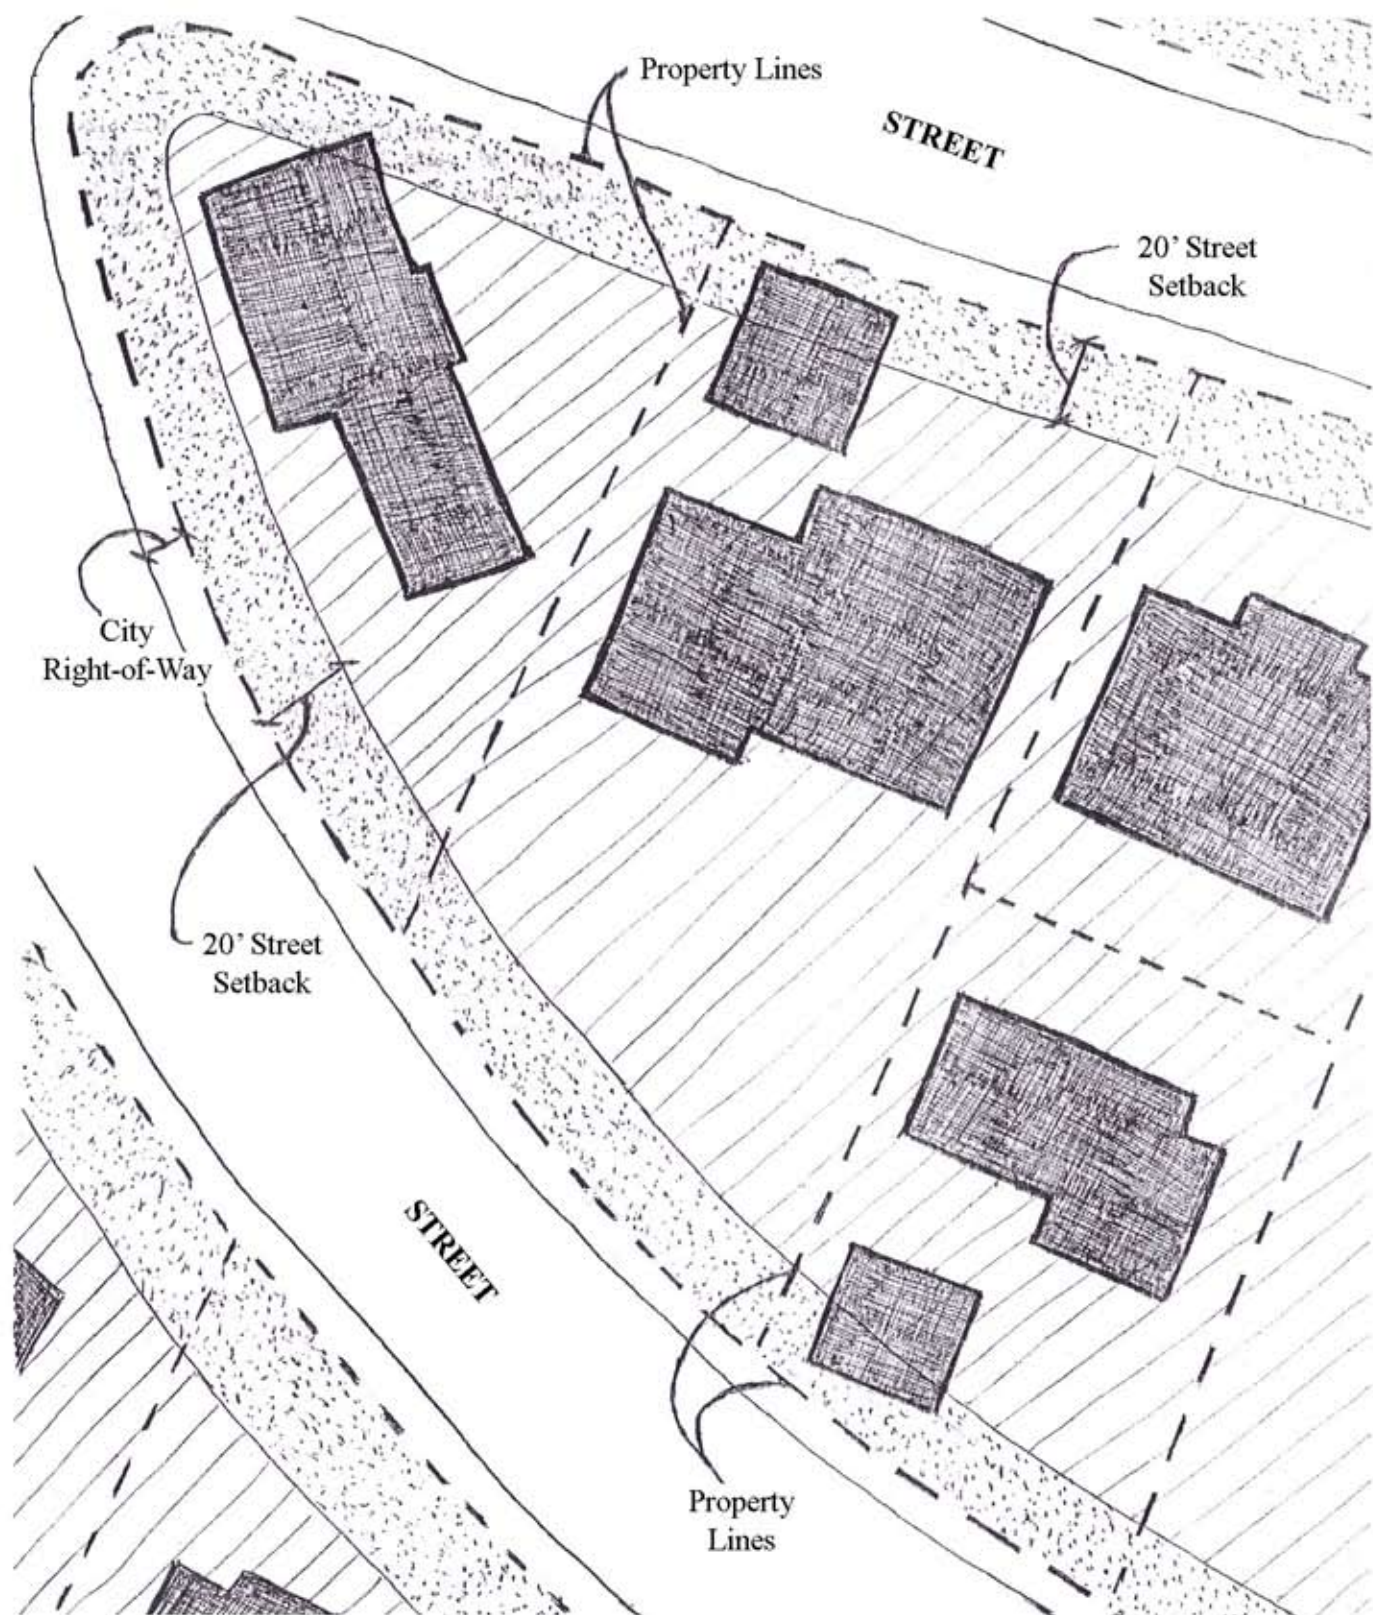 Property Lines
STREET
20’ Street
Setback
City
Right-of-Way
20’ Street
Setback
STREET
Property
Lines